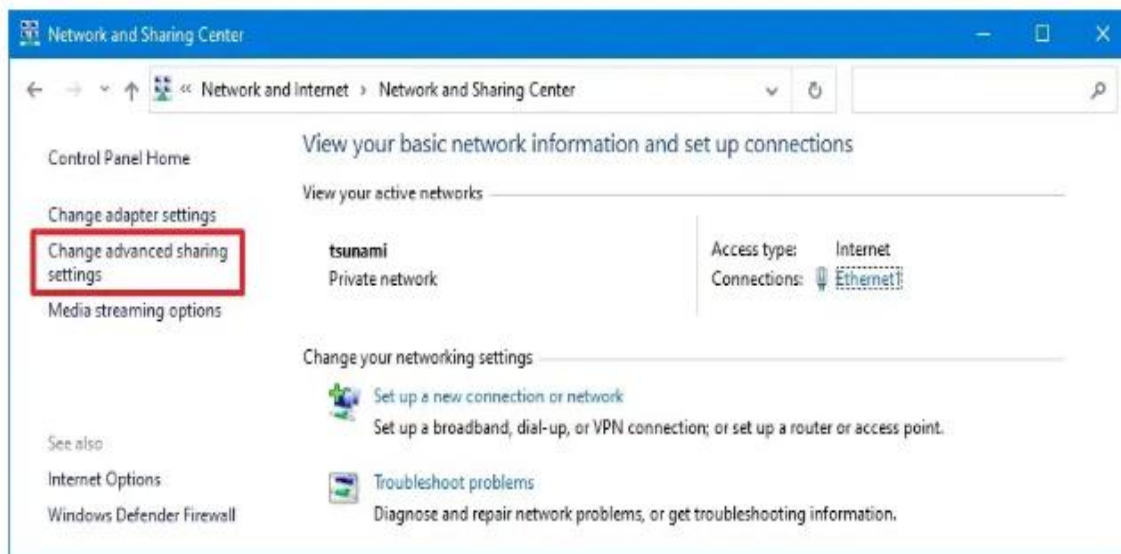 Network and Sharing Center
« Network and Internet › Network and Sharing Center
Control Panel Home
Change adapter settings
Change advanced sharing
settings
Media streaming options
See also
Internet Options
Windows Defender Firewall
View your basic network information and set up connections
View your active networks
tsunami
Private network
Access type: Internet
Connections: Ethernet1
Change your networking settings
Set up a new connection or network
Set up a broadband, dial-up, or VPN connection; or set up a router or access point.
Troubleshoot problems
Diagnose and repair network problems, or get troubleshooting information.